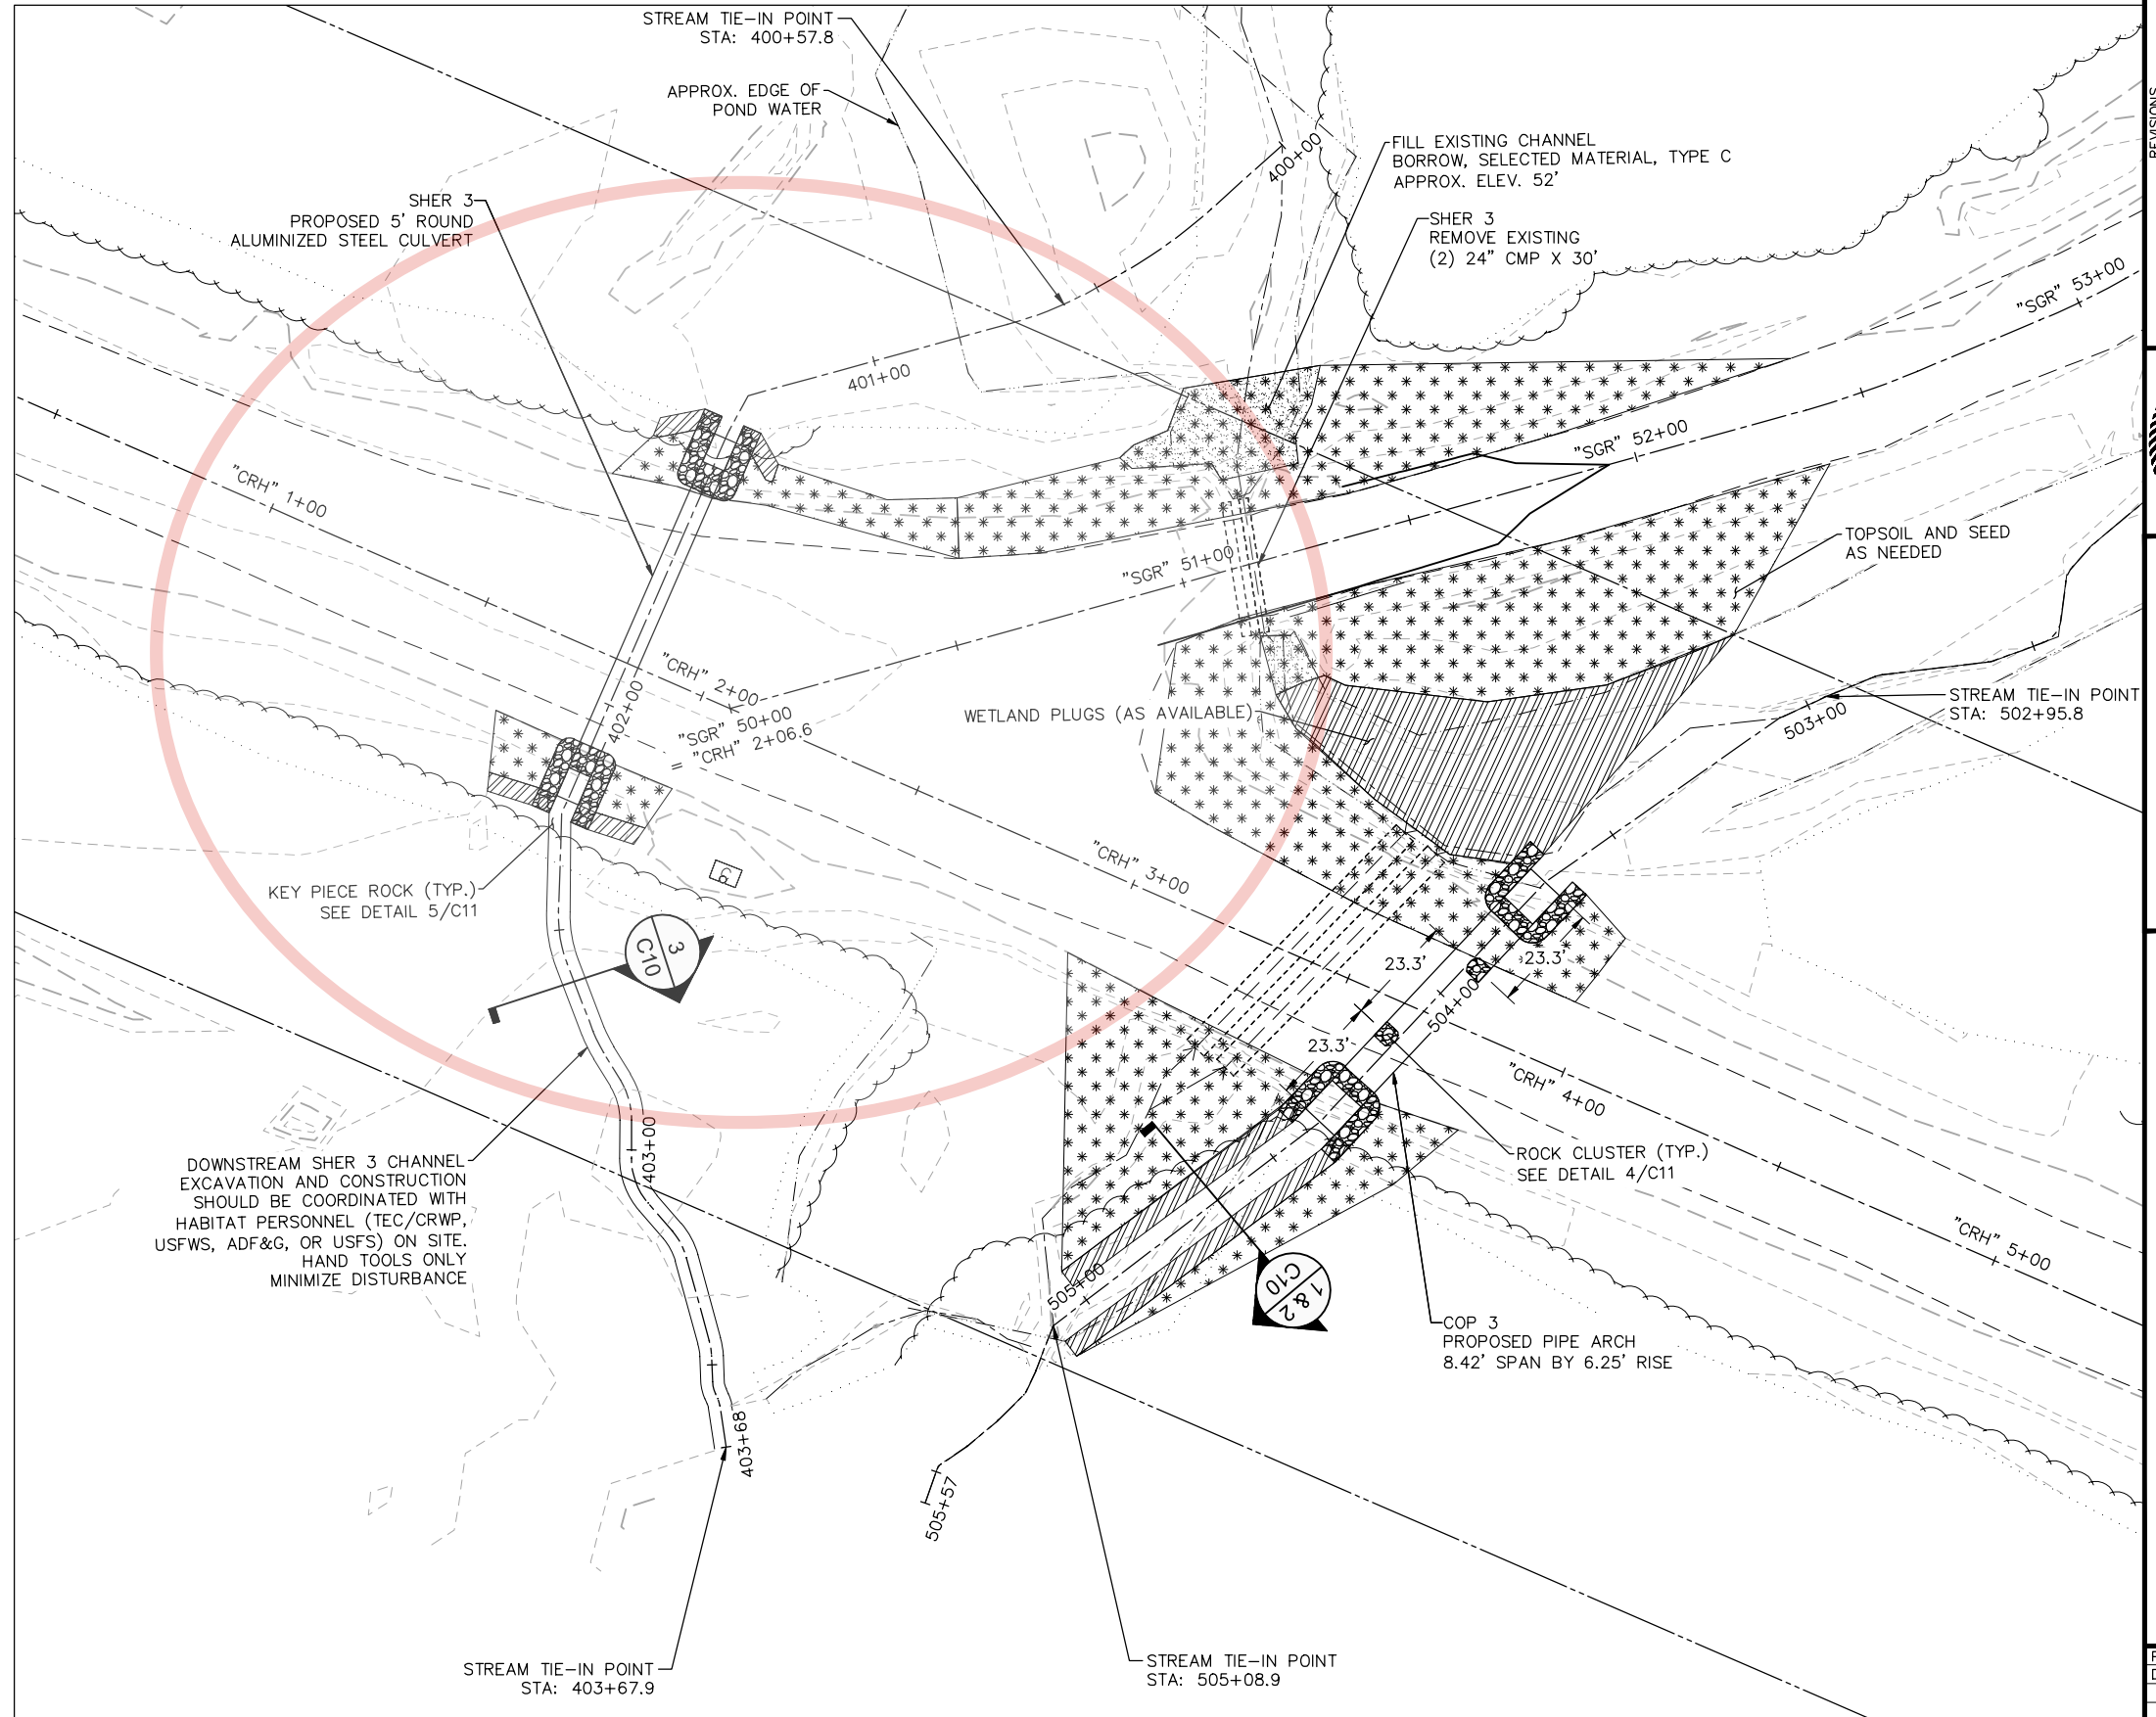 STREAM TIE-IN POINT
STA: 400+57.8
APPROX. EDGE OF
POND WATER
400+00
FILL EXISTING CHANNEL
BORROW, SELECTED MATERIAL, TYPE C
APPROX. ELEV. 52'
REVISIONS
SHER 3
PROPOSED 5' ROUND
ALUMINIZED STEEL CULVERT
SHER 3
REMOVE EXISTING
(2) 24" CMP X 30'
"SGR" 53+00
401+00
"SGR" 52+00
"CRH" 1+00
"SGR" 51+00
TOPSOIL AND SEED
AS NEEDED
"CRH" 2+00
402+00
"SGR" 50+00
= "CRH" 2+06.6
WETLAND PLUGS (AS AVAILABLE)
STREAM TIE-IN POINT
STA: 502+95.8
503+00
"CRH" 3+00
KEY PIECE ROCK (TYP.)
SEE DETAIL 5/C11
3
C10
23.3'
23.3'
504+00
23.3'
"CRH" 4+00
403+00
ROCK CLUSTER (TYP.)
SEE DETAIL 4/C11
DOWNSTREAM SHER 3 CHANNEL
EXCAVATION AND CONSTRUCTION
SHOULD BE COORDINATED WITH
HABITAT PERSONNEL (TEC/CRWP,
USFWS, ADF&G, OR USFS) ON SITE.
HAND TOOLS ONLY
MINIMIZE DISTURBANCE
"CRH" 5+00
505+00
1 & 2
C10
COP 3
PROPOSED PIPE ARCH
8.42' SPAN BY 6.25' RISE
403+68
505+57
STREAM TIE-IN POINT
STA: 403+67.9
STREAM TIE-IN POINT
STA: 505+08.9